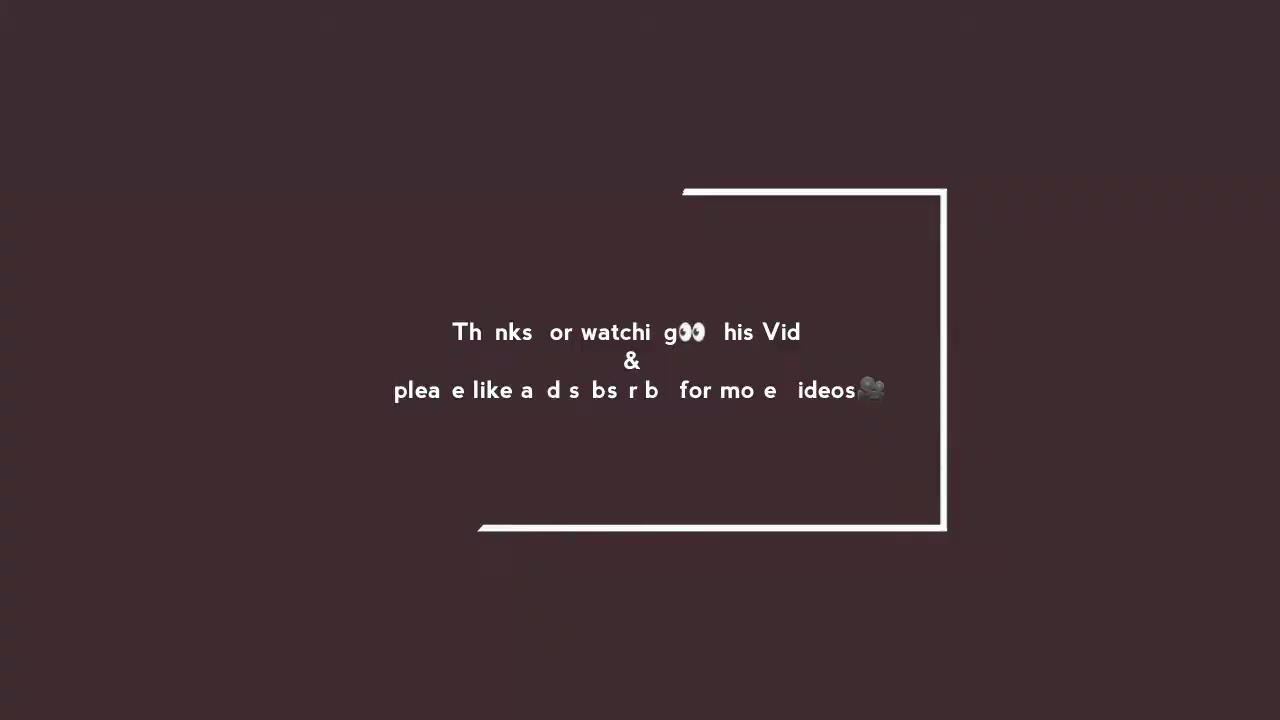 Th nks or watchi g👀 his Vid
&
plea e like a d s bs r b for mo e ideos🎥